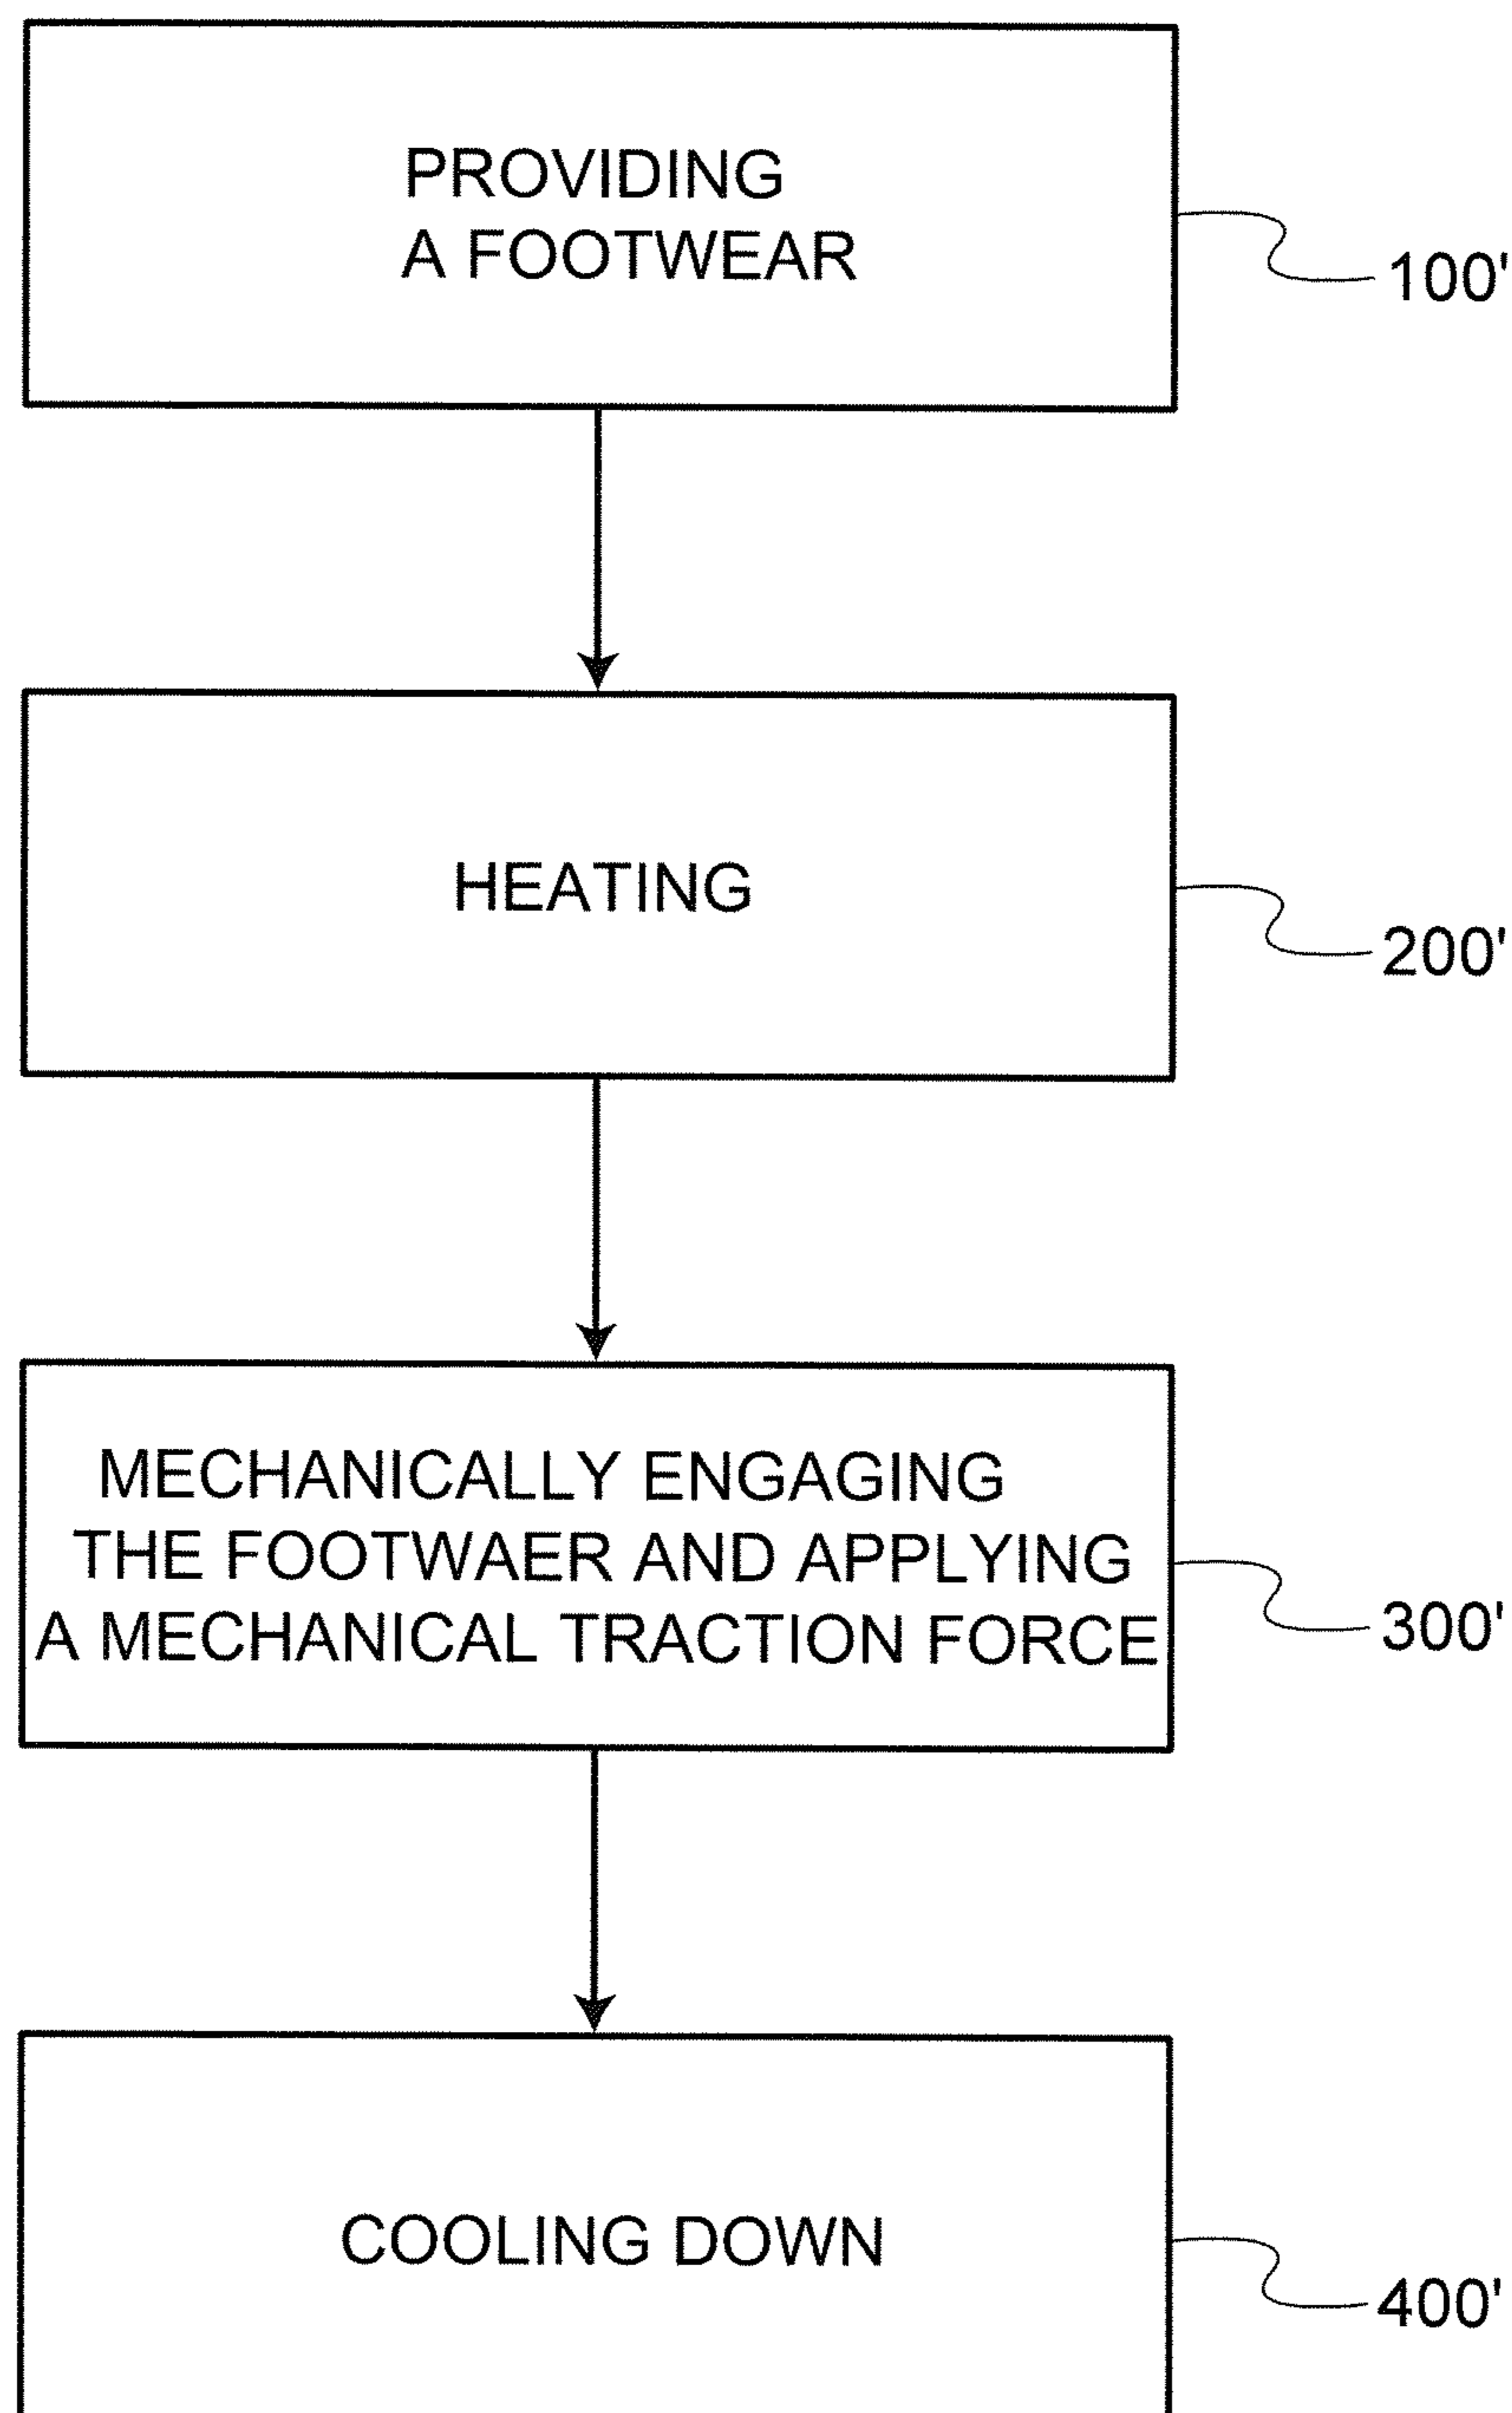 PROVIDING
A FOOTWEAR
100'
HEATING
200'
MECHANICALLY ENGAGING
THE FOOTWAER AND APPLYING
A MECHANICAL TRACTION FORCE
300'
COOLING DOWN
400'